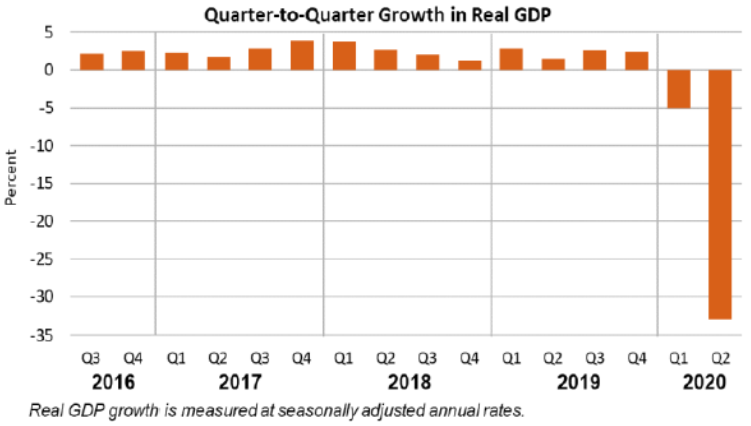 Quarter-to-Quarter Growth in Real GDP
5
0
-5
-10
-15
-20
-25
-30
-35
Percent
Q3 Q4 Q1 Q2 Q3 Q4 Q1 Q2 Q3 Q4 Q1 Q2 Q3 Q4 Q1 Q2
2016 2017 2018 2019 2020
Real GDP growth is measured at seasonally adjusted annual rates.